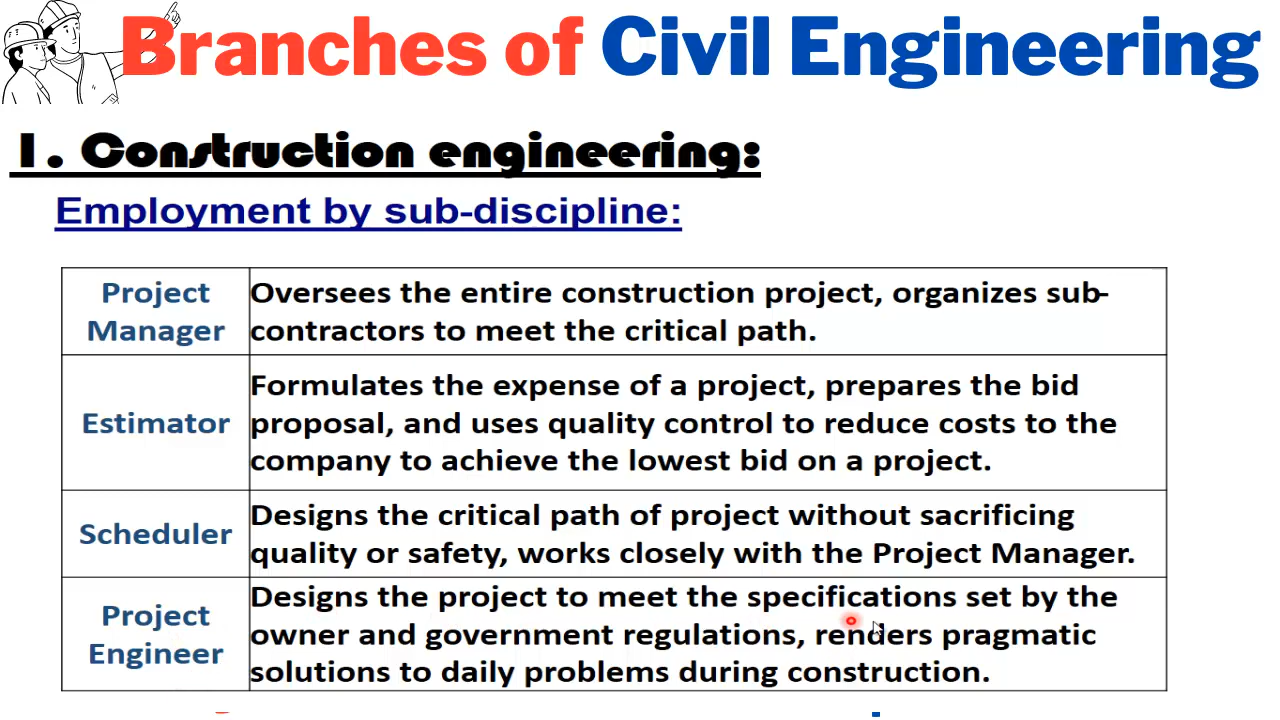 Branches of Civil Engineering
1. Construction engineering:
Employment by sub-discipline:
Project
Manager
Oversees the entire construction project, organizes sub-
contractors to meet the critical path.
Estimator
Formulates the expense of a project, prepares the bid
proposal, and uses quality control to reduce costs to the
company to achieve the lowest bid on a project.
Scheduler
Designs the critical path of project without sacrificing
quality or safety, works closely with the Project Manager.
Project
Engineer
Designs the project to meet the specifications set by the
owner and government regulations, renders pragmatic
solutions to daily problems during construction.